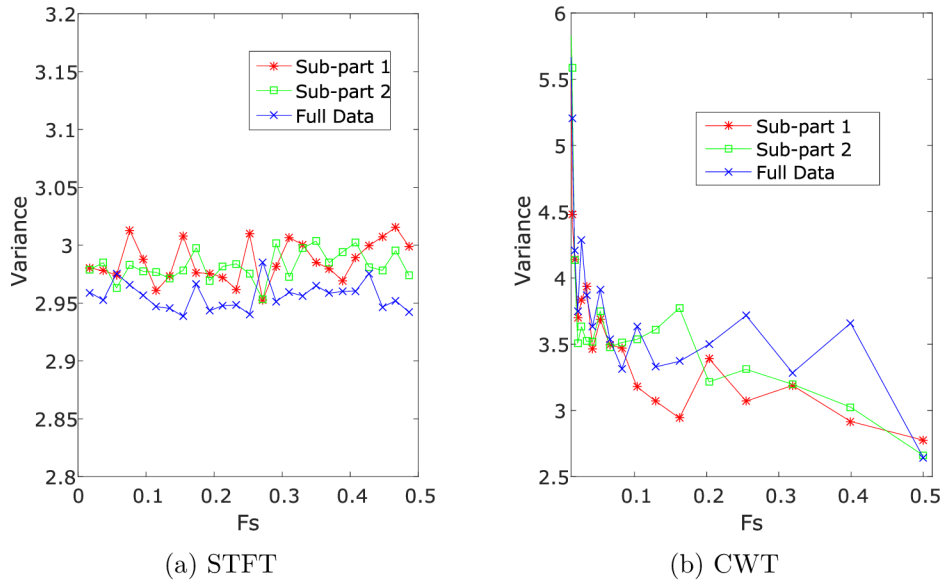 3.2
3.15
3.1
3.05
3
2.95
2.9
2.85
2.8
Variance
0
0.1
0.2
0.3
0.4
0.5
Fs
Sub-part 1
Sub-part 2
Full Data
(a) STFT
6
5.5
5
4.5
4
3.5
3
2.5
Variance
0.1
0.2
0.3
0.4
0.5
Fs
Sub-part 1
Sub-part 2
Full Data
(b) CWT